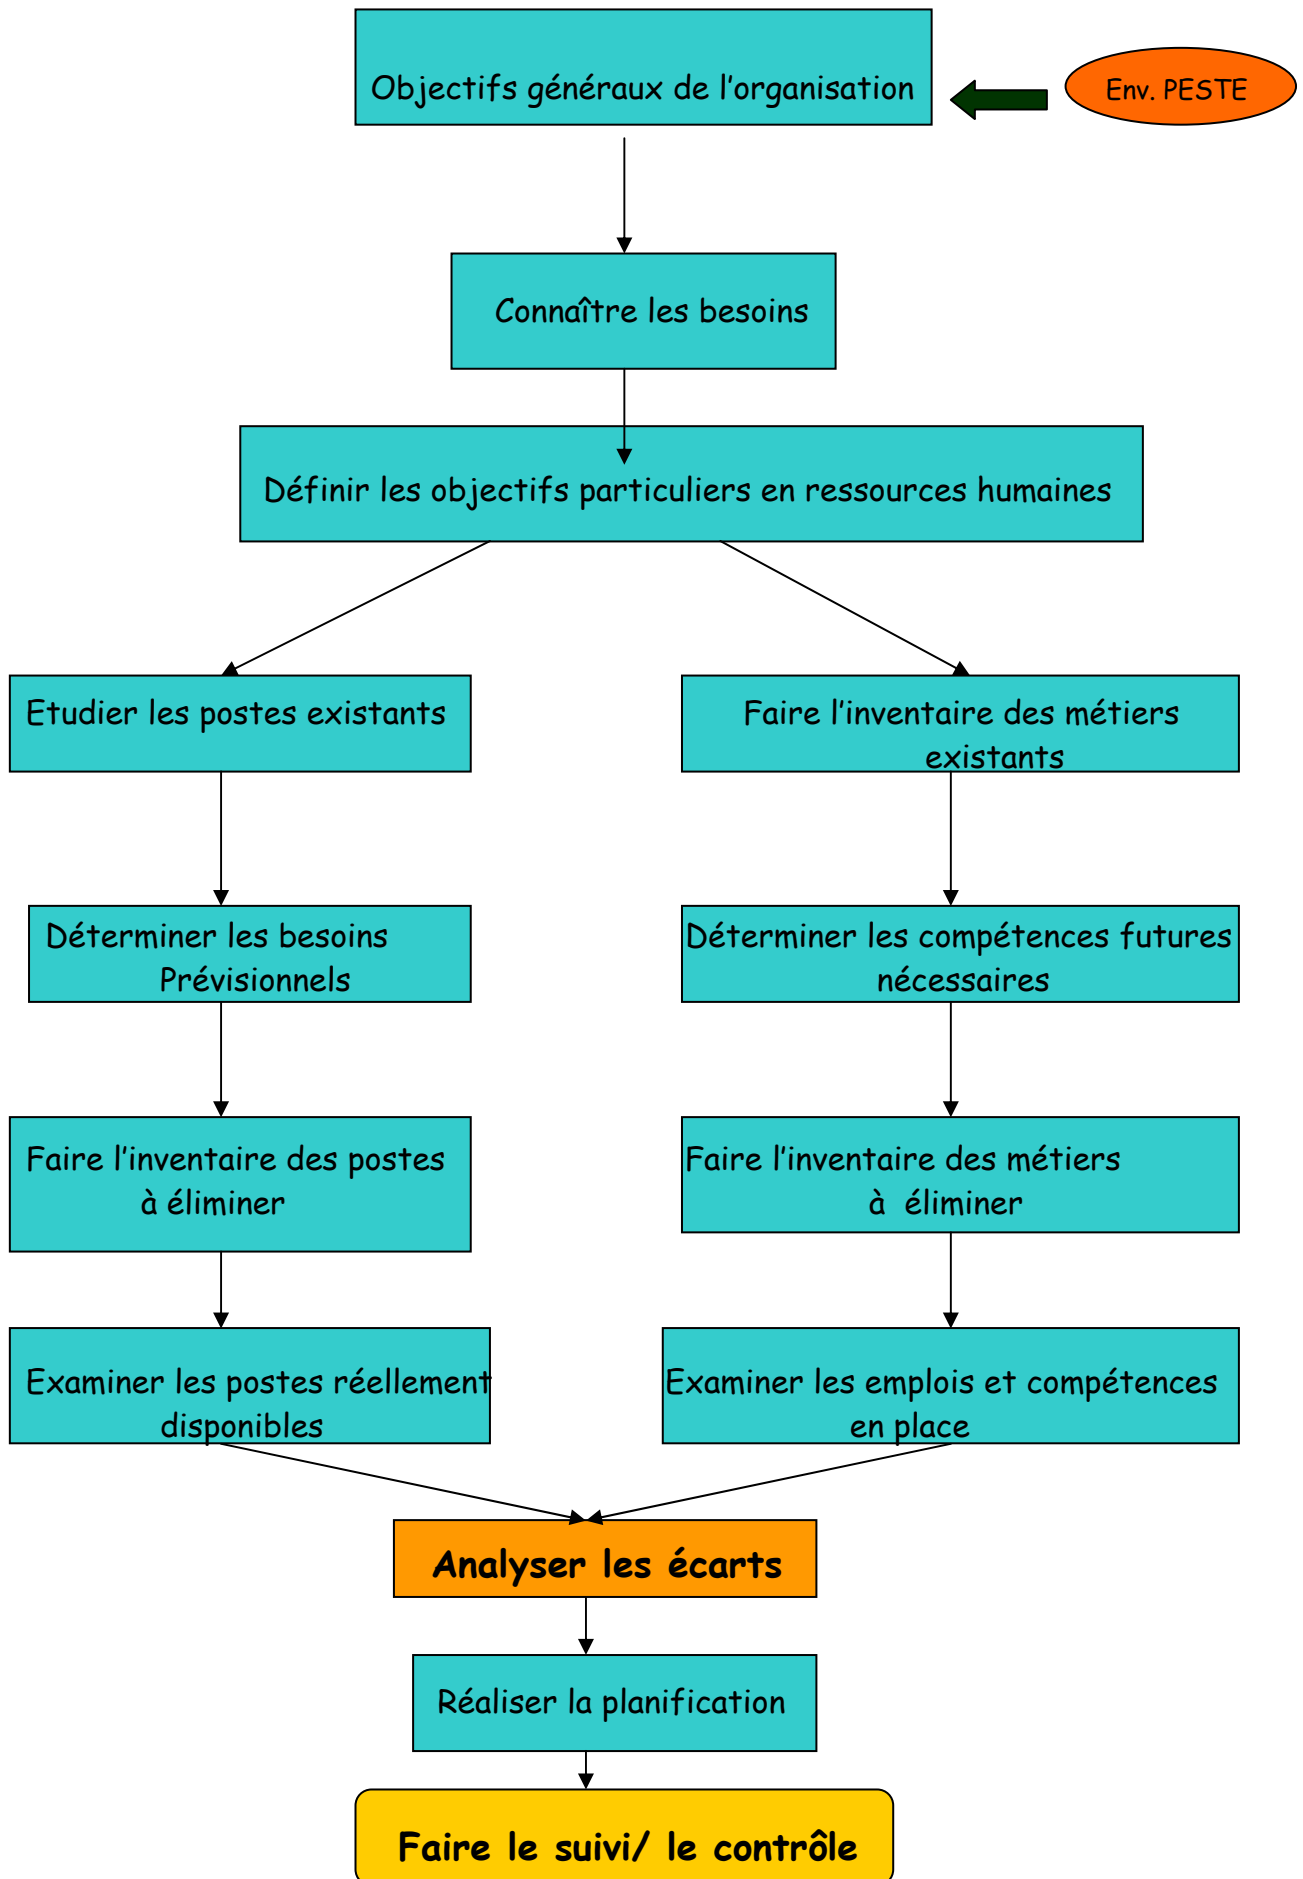 Objectifs généraux de l'organisation
Env. PESTE
Connaître les besoins
Définir les objectifs particuliers en ressources humaines
Etudier les postes existants
Faire l'inventaire des métiers
existants
Déterminer les besoins
Prévisionnels
Déterminer les compétences futures
nécessaires
Faire l'inventaire des postes
à éliminer
Faire l'inventaire des métiers
à éliminer
Examiner les postes réellement
disponibles
Examiner les emplois et compétences
en place
Analyser les écarts
Réaliser la planification
Faire le suivi/ le contrôle